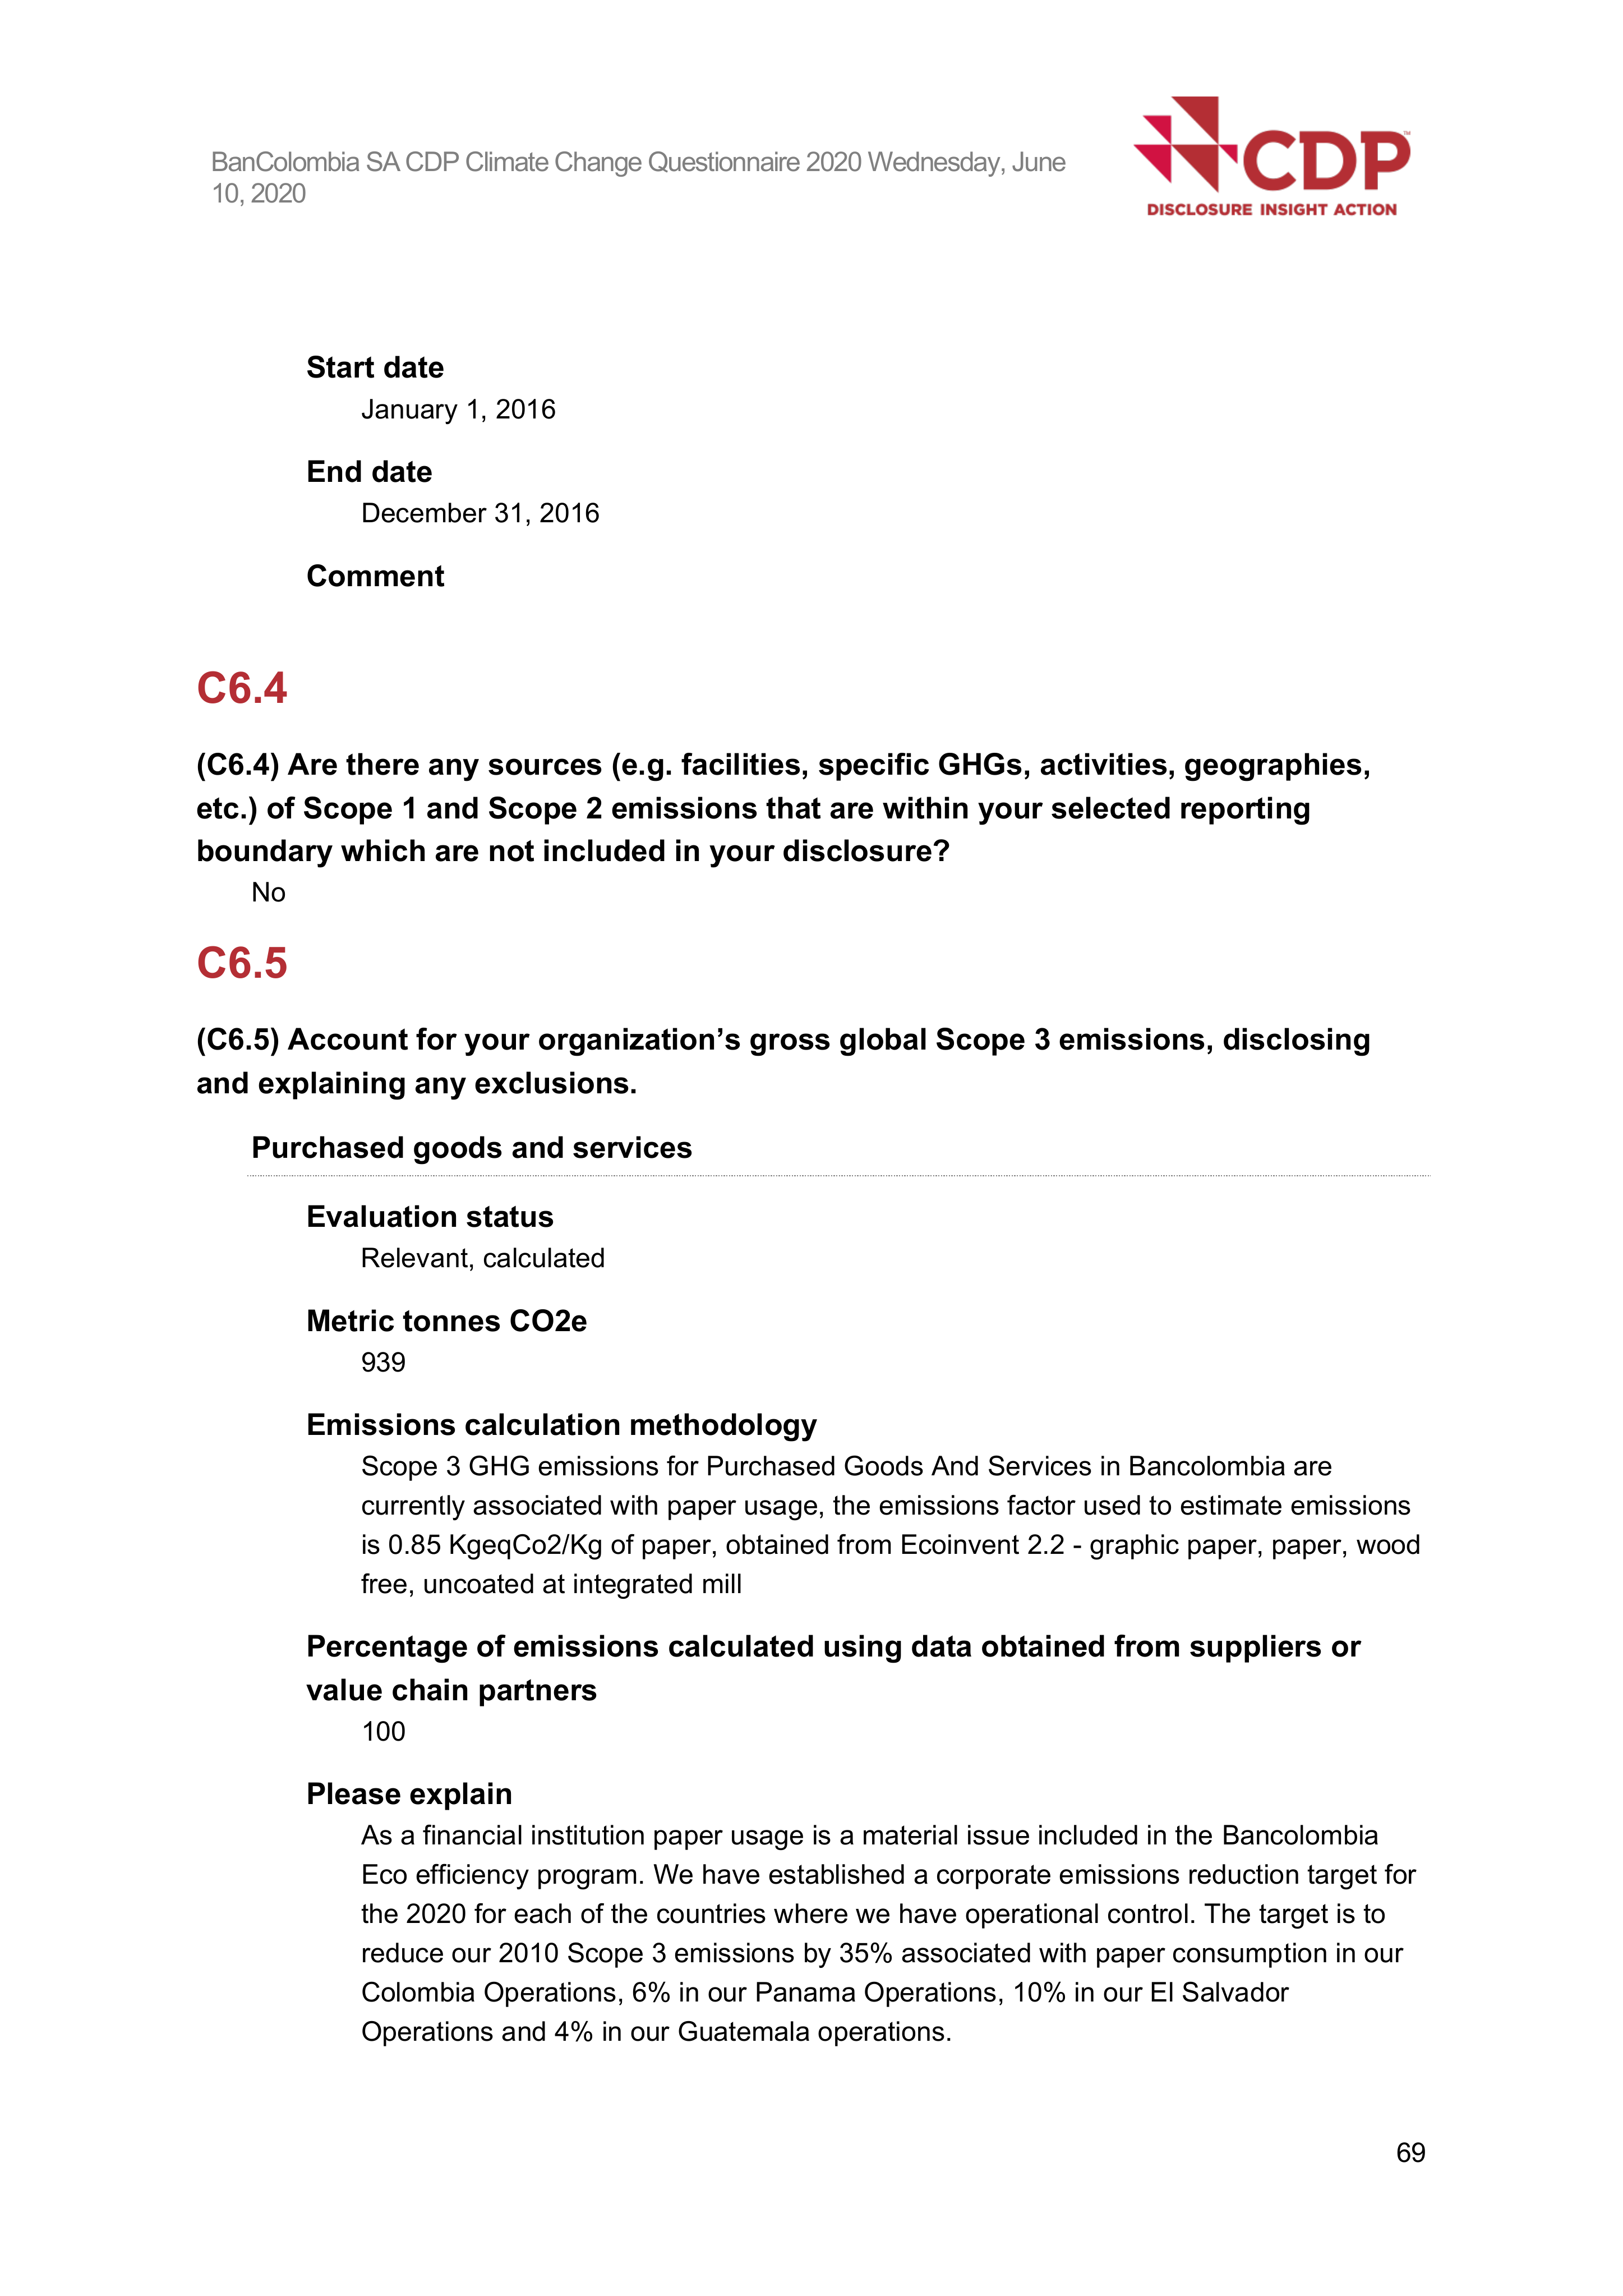 BanColombia SA CDP Climate Change Questionnaire 2020 Wednesday, June
10, 2020
CDP™
DISCLOSURE INSIGHT ACTION
Start date
January 1, 2016
End date
December 31, 2016
Comment
C6.4
(C6.4) Are there any sources (e.g. facilities, specific GHGs, activities, geographies,
etc.) of Scope 1 and Scope 2 emissions that are within your selected reporting
boundary which are not included in your disclosure?
No
C6.5
(C6.5) Account for your organization’s gross global Scope 3 emissions, disclosing
and explaining any exclusions.
Purchased goods and services
Evaluation status
Relevant, calculated
Metric tonnes CO2e
939
Emissions calculation methodology
Scope 3 GHG emissions for Purchased Goods And Services in Bancolombia are
currently associated with paper usage, the emissions factor used to estimate emissions
is 0.85 KgeqCo2/Kg of paper, obtained from Ecoinvent 2.2 - graphic paper, paper, wood
free, uncoated at integrated mill
Percentage of emissions calculated using data obtained from suppliers or
value chain partners
100
Please explain
As a financial institution paper usage is a material issue included in the Bancolombia
Eco efficiency program. We have established a corporate emissions reduction target for
the 2020 for each of the countries where we have operational control. The target is to
reduce our 2010 Scope 3 emissions by 35% associated with paper consumption in our
Colombia Operations, 6% in our Panama Operations, 10% in our El Salvador
Operations and 4% in our Guatemala operations.
69